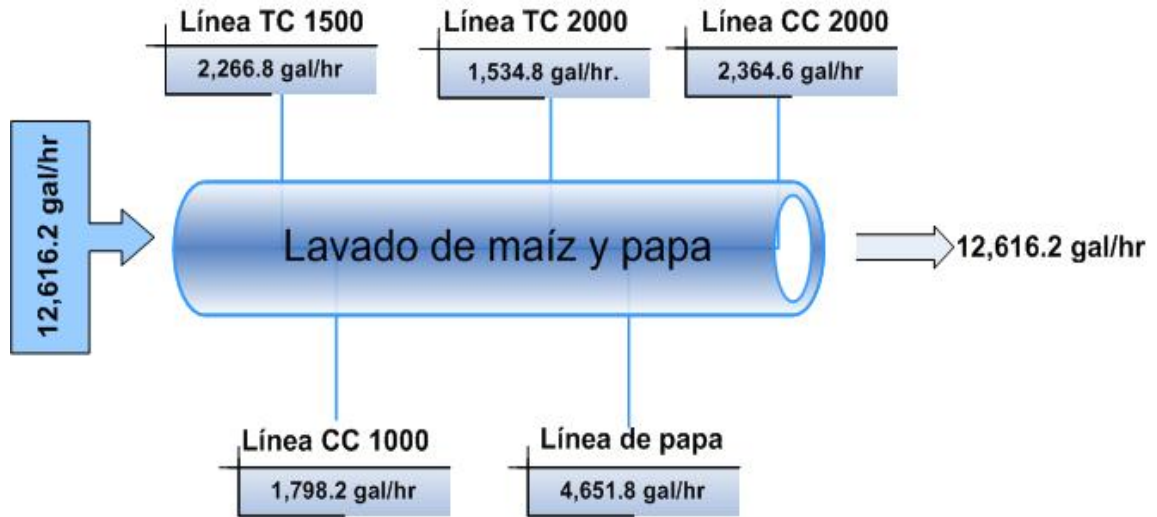 Línea TC 1500
2,266.8 gal/hr
Línea TC 2000
1,534.8 gal/hr.
Línea CC 2000
2,364.6 gal/hr
12,616.2 gal/hr
Lavado de maíz y papa
12,616.2 gal/hr
Línea CC 1000
1,798.2 gal/hr
Línea de papa
4,651.8 gal/hr